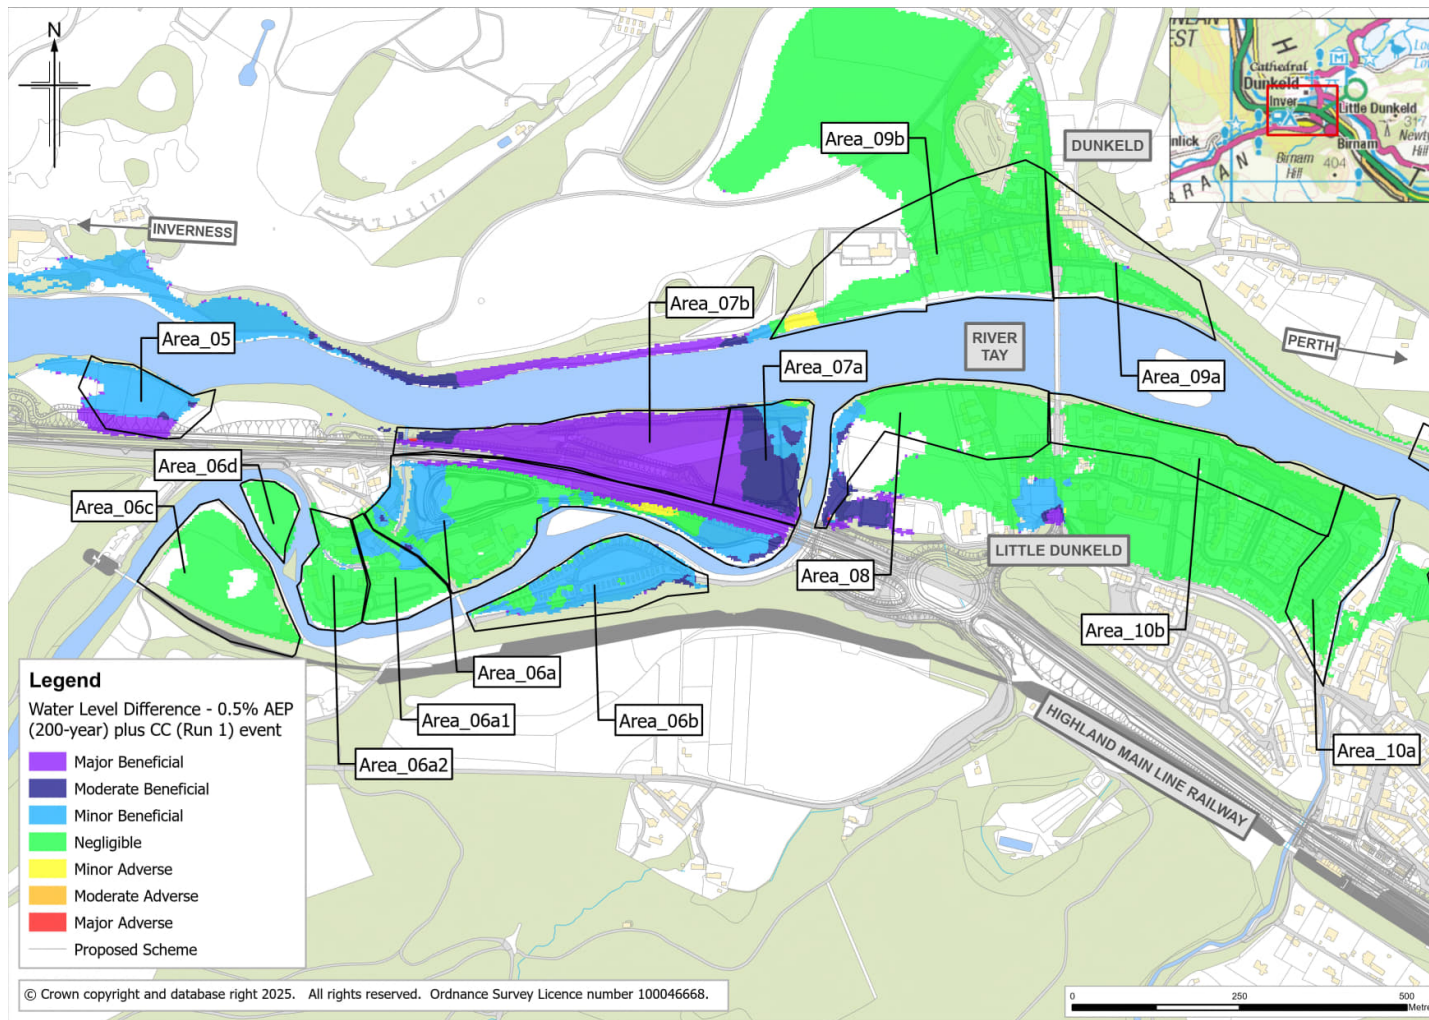 N
DUNKELD
INVERNESS
RIVER
TAY
PERTH
LITTLE DUNKELD
HIGHLAND MAIN LINE RAILWAY
Area_09b
Area_07b
Area_05
Area_07a
Area_09a
Area_06d
Area_06c
Area_08
Area_10b
Area_06a
Area_06a1
Area_06b
Area_06a2
Area_10a
EST
H
Cathedral
Dunkeld
Inver
Little Dunkeld
317
Birnam
Birnam
Hill
404
BRAAN
Legend
Water Level Difference - 0.5% AEP
(200-year) plus CC (Run 1) event
Major Beneficial
Moderate Beneficial
Minor Beneficial
Negligible
Minor Adverse
Moderate Adverse
Major Adverse
Proposed Scheme
© Crown copyright and database right 2025. All rights reserved. Ordnance Survey Licence number 100046668.
0 250 500
Metre